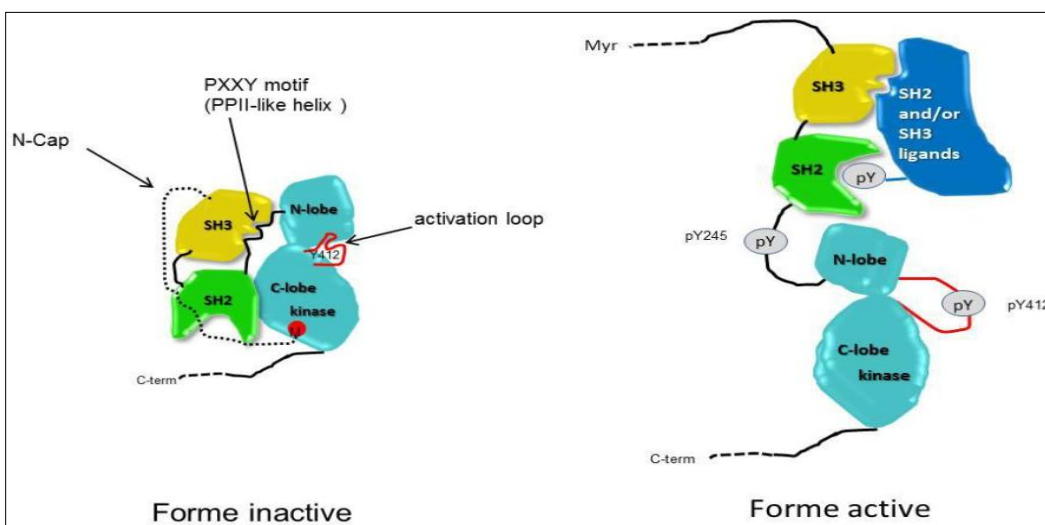 PXXY motif
(PPII-like helix )
N-Cap
SH3
N-lobe
activation loop
Y412
SH2
C-lobe
kinase
M
C-term
Forme inactive
Myr
SH3
SH2
and/or
SH3
ligands
SH2
pY
pY245
pY
N-lobe
pY
pY412
C-lobe
kinase
C-term
Forme active